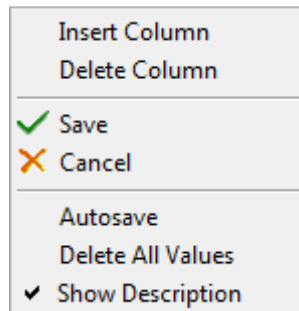 Insert Column
Delete Column
Save
Cancel
Autosave
Delete All Values
Show Description